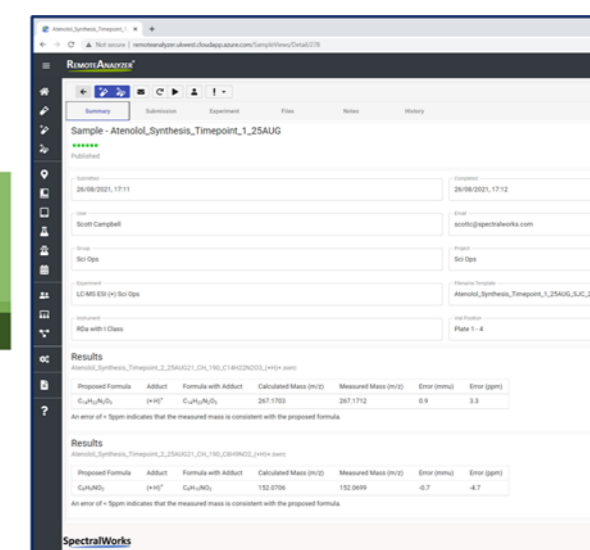 Atenolol_Synthesis_Timepoint_1_
Not secure | remoteanalyzer.ukwest.cloudapp.azure.com/SampleViews/Detail/278
REMOTEANALYZER
Summary Submission Experiment Files Notes History
Sample - Atenolol_Synthesis_Timepoint_1_25AUG
Published
Submitted Completed
26/08/2021, 17:11 26/08/2021, 17:12
User Email
Scott Campbell scottc@spectralworks.com
Group Project
Sci Ops Sci Ops
Experiment Filename Template
LC-MS ESI (+) Sci Ops Atenolol_Synthesis_Timepoint_1_25AUG_SJC_2
Instrument Vial Position
RDa with I Class Plate 1 - 4
Results
Atenolol_Synthesis_Timepoint_2_25AUG21_CH_190_C14H22N2O3_(+H)+
Proposed Formula Adduct Formula with Adduct Calculated Mass (m/z) Measured Mass (m/z) Error (mmu) Error (ppm)
C₁₄H₂₂N₂O₃ (+H)⁺ 267.1703 267.1712 0.9 3.3
An error of < 5ppm indicates that the measured mass is consistent with the proposed formula.
Results
Atenolol_Synthesis_Timepoint_2_25AUG21_CH_190_C8H9NO2_(+H)+
Proposed Formula Adduct Formula with Adduct Calculated Mass (m/z) Measured Mass (m/z) Error (mmu) Error (ppm)
C₈H₉NO₂ (+H)⁺ C₈H₁₀NO₂ 152.0706 152.0699 -0.7 -4.7
An error of < 5ppm indicates that the measured mass is consistent with the proposed formula.
SpectralWorks